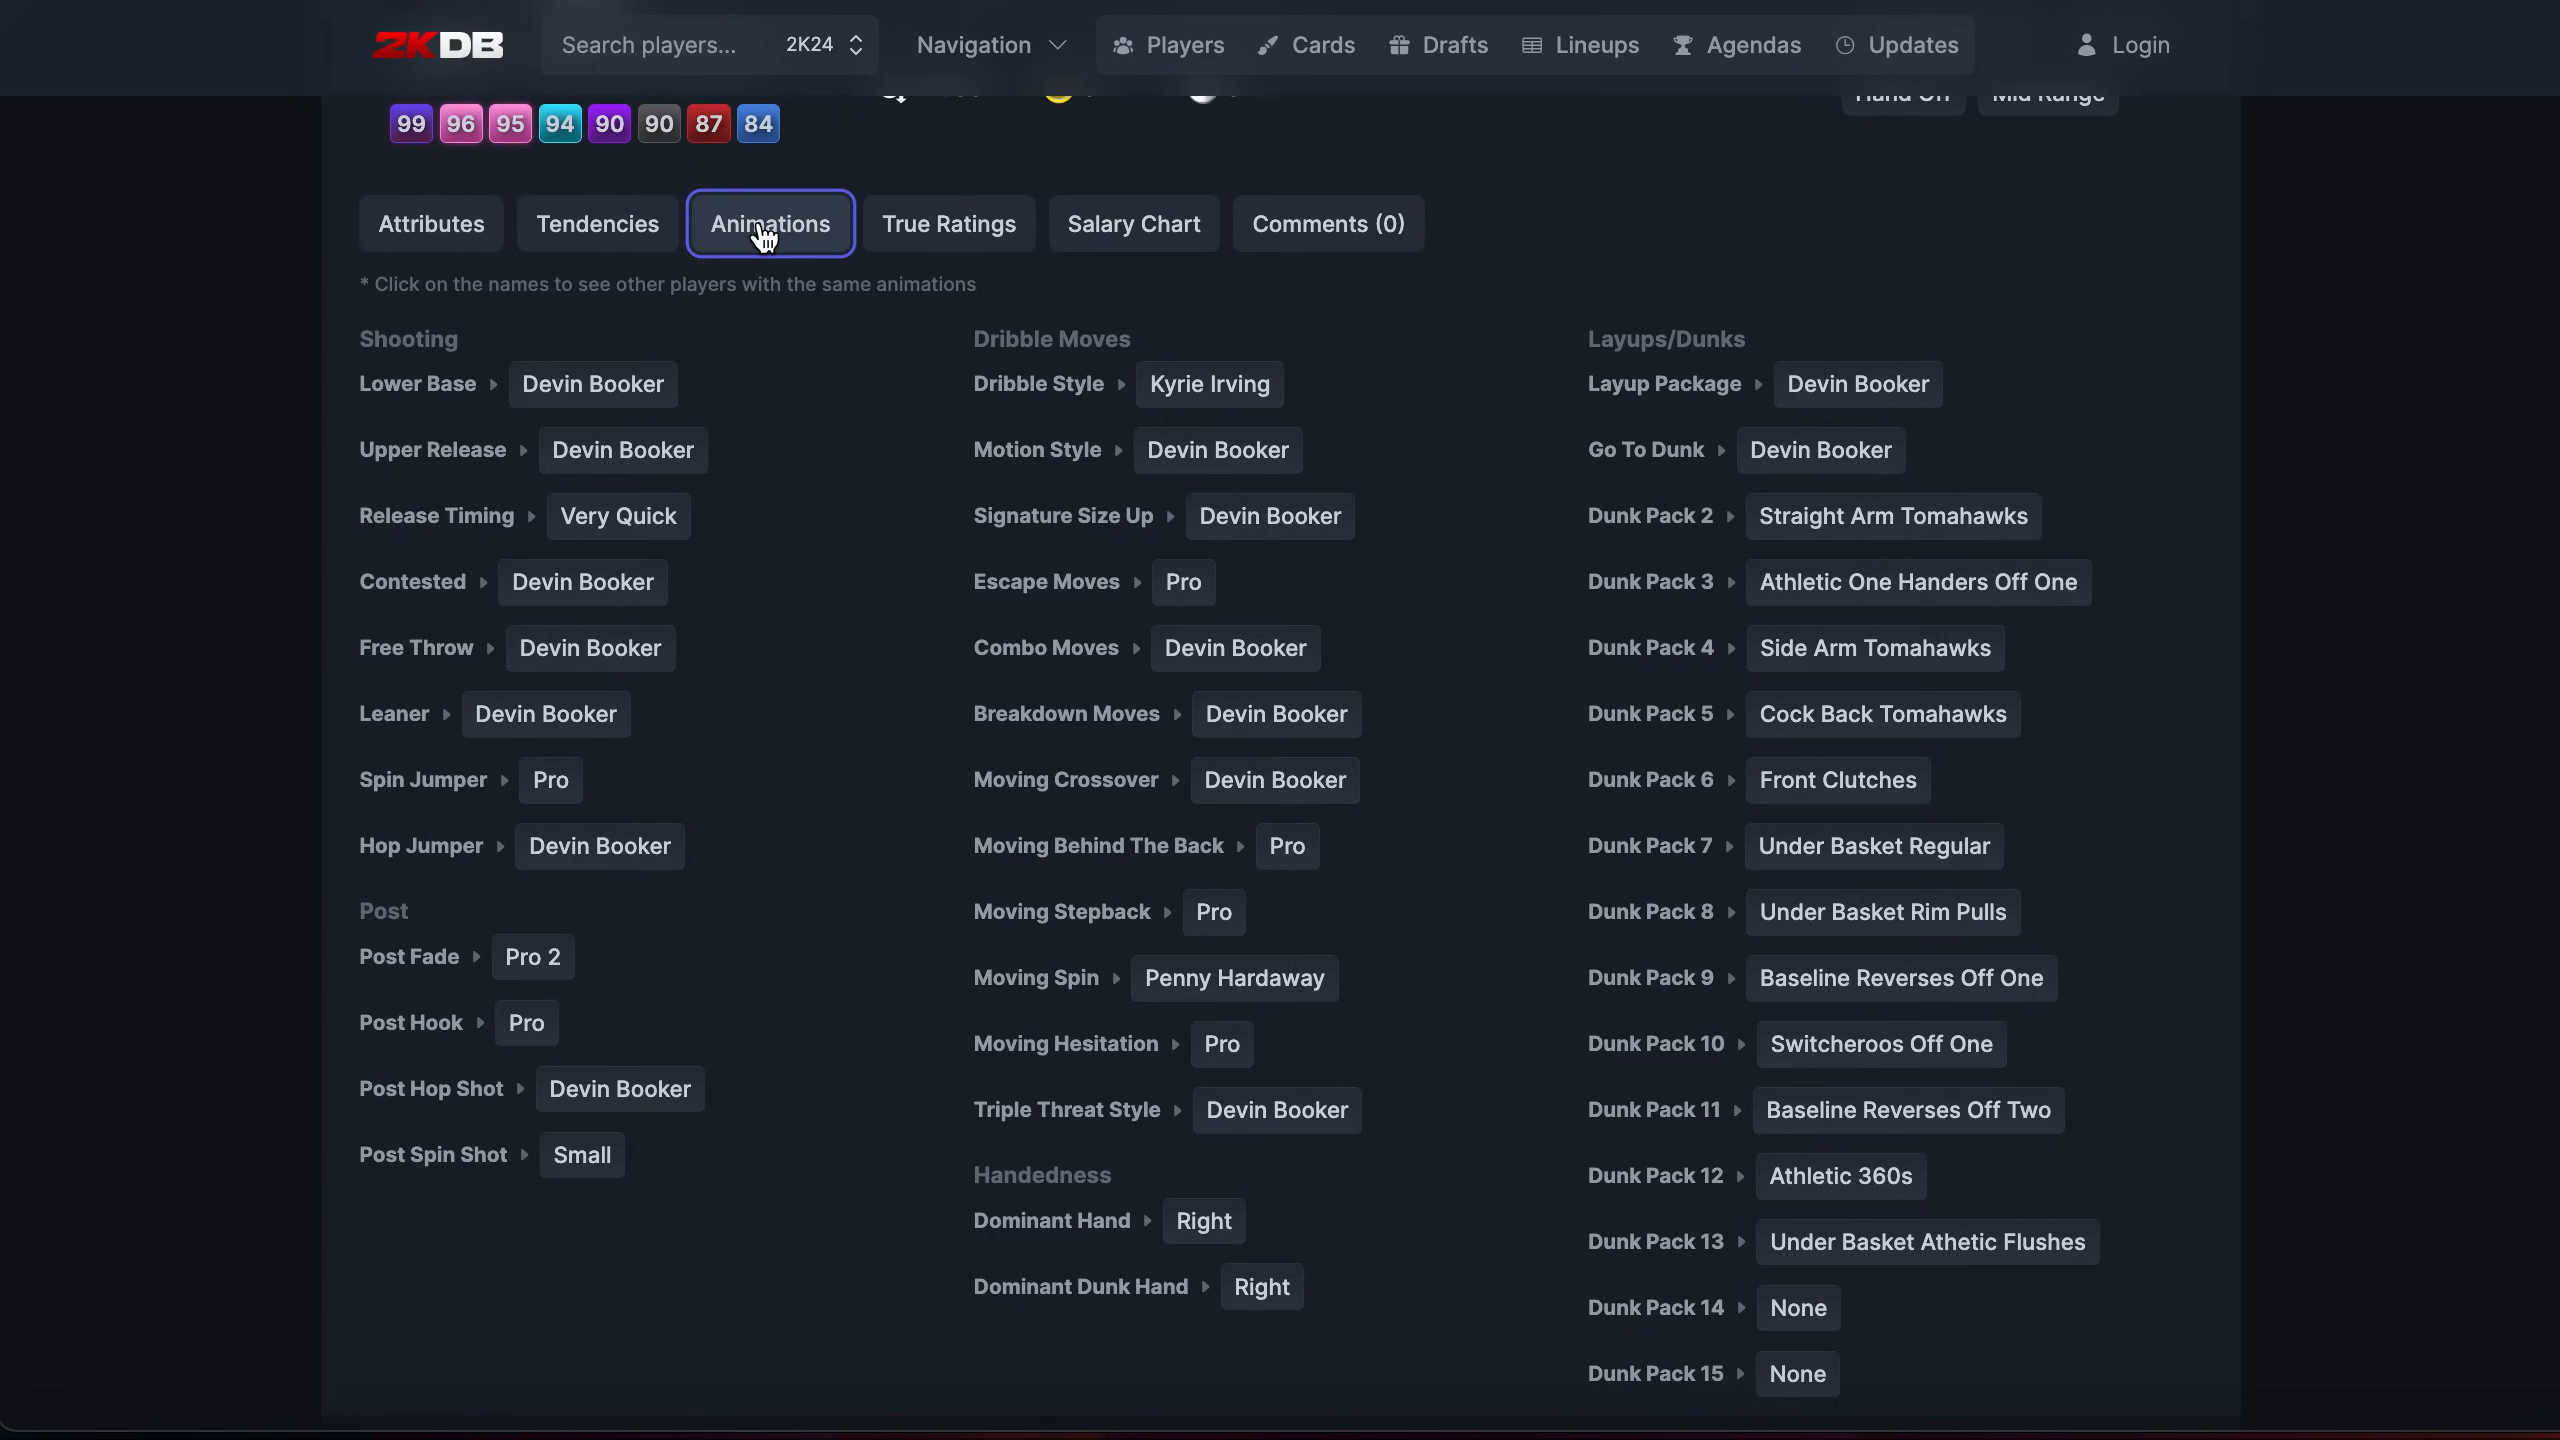 2KDB
Search players... 2K24 Navigation Players Cards Drafts Lineups Agendas Updates Login
Hand Off Mid Range
99 96 95 94 90 90 87 84
Attributes Tendencies Animations True Ratings Salary Chart Comments (0)
* Click on the names to see other players with the same animations
Shooting
Lower Base Devin Booker
Upper Release Devin Booker
Release Timing Very Quick
Contested Devin Booker
Free Throw Devin Booker
Leaner Devin Booker
Spin Jumper Pro
Hop Jumper Devin Booker
Post
Post Fade Pro 2
Post Hook Pro
Post Hop Shot Devin Booker
Post Spin Shot Small
Dribble Moves
Dribble Style Kyrie Irving
Motion Style Devin Booker
Signature Size Up Devin Booker
Escape Moves Pro
Combo Moves Devin Booker
Breakdown Moves Devin Booker
Moving Crossover Devin Booker
Moving Behind The Back Pro
Moving Stepback Pro
Moving Spin Penny Hardaway
Moving Hesitation Pro
Triple Threat Style Devin Booker
Handedness
Dominant Hand Right
Dominant Dunk Hand Right
Layups/Dunks
Layup Package Devin Booker
Go To Dunk Devin Booker
Dunk Pack 2 Straight Arm Tomahawks
Dunk Pack 3 Athletic One Handers Off One
Dunk Pack 4 Side Arm Tomahawks
Dunk Pack 5 Cock Back Tomahawks
Dunk Pack 6 Front Clutches
Dunk Pack 7 Under Basket Regular
Dunk Pack 8 Under Basket Rim Pulls
Dunk Pack 9 Baseline Reverses Off One
Dunk Pack 10 Switcheroos Off One
Dunk Pack 11 Baseline Reverses Off Two
Dunk Pack 12 Athletic 360s
Dunk Pack 13 Under Basket Athetic Flushes
Dunk Pack 14 None
Dunk Pack 15 None